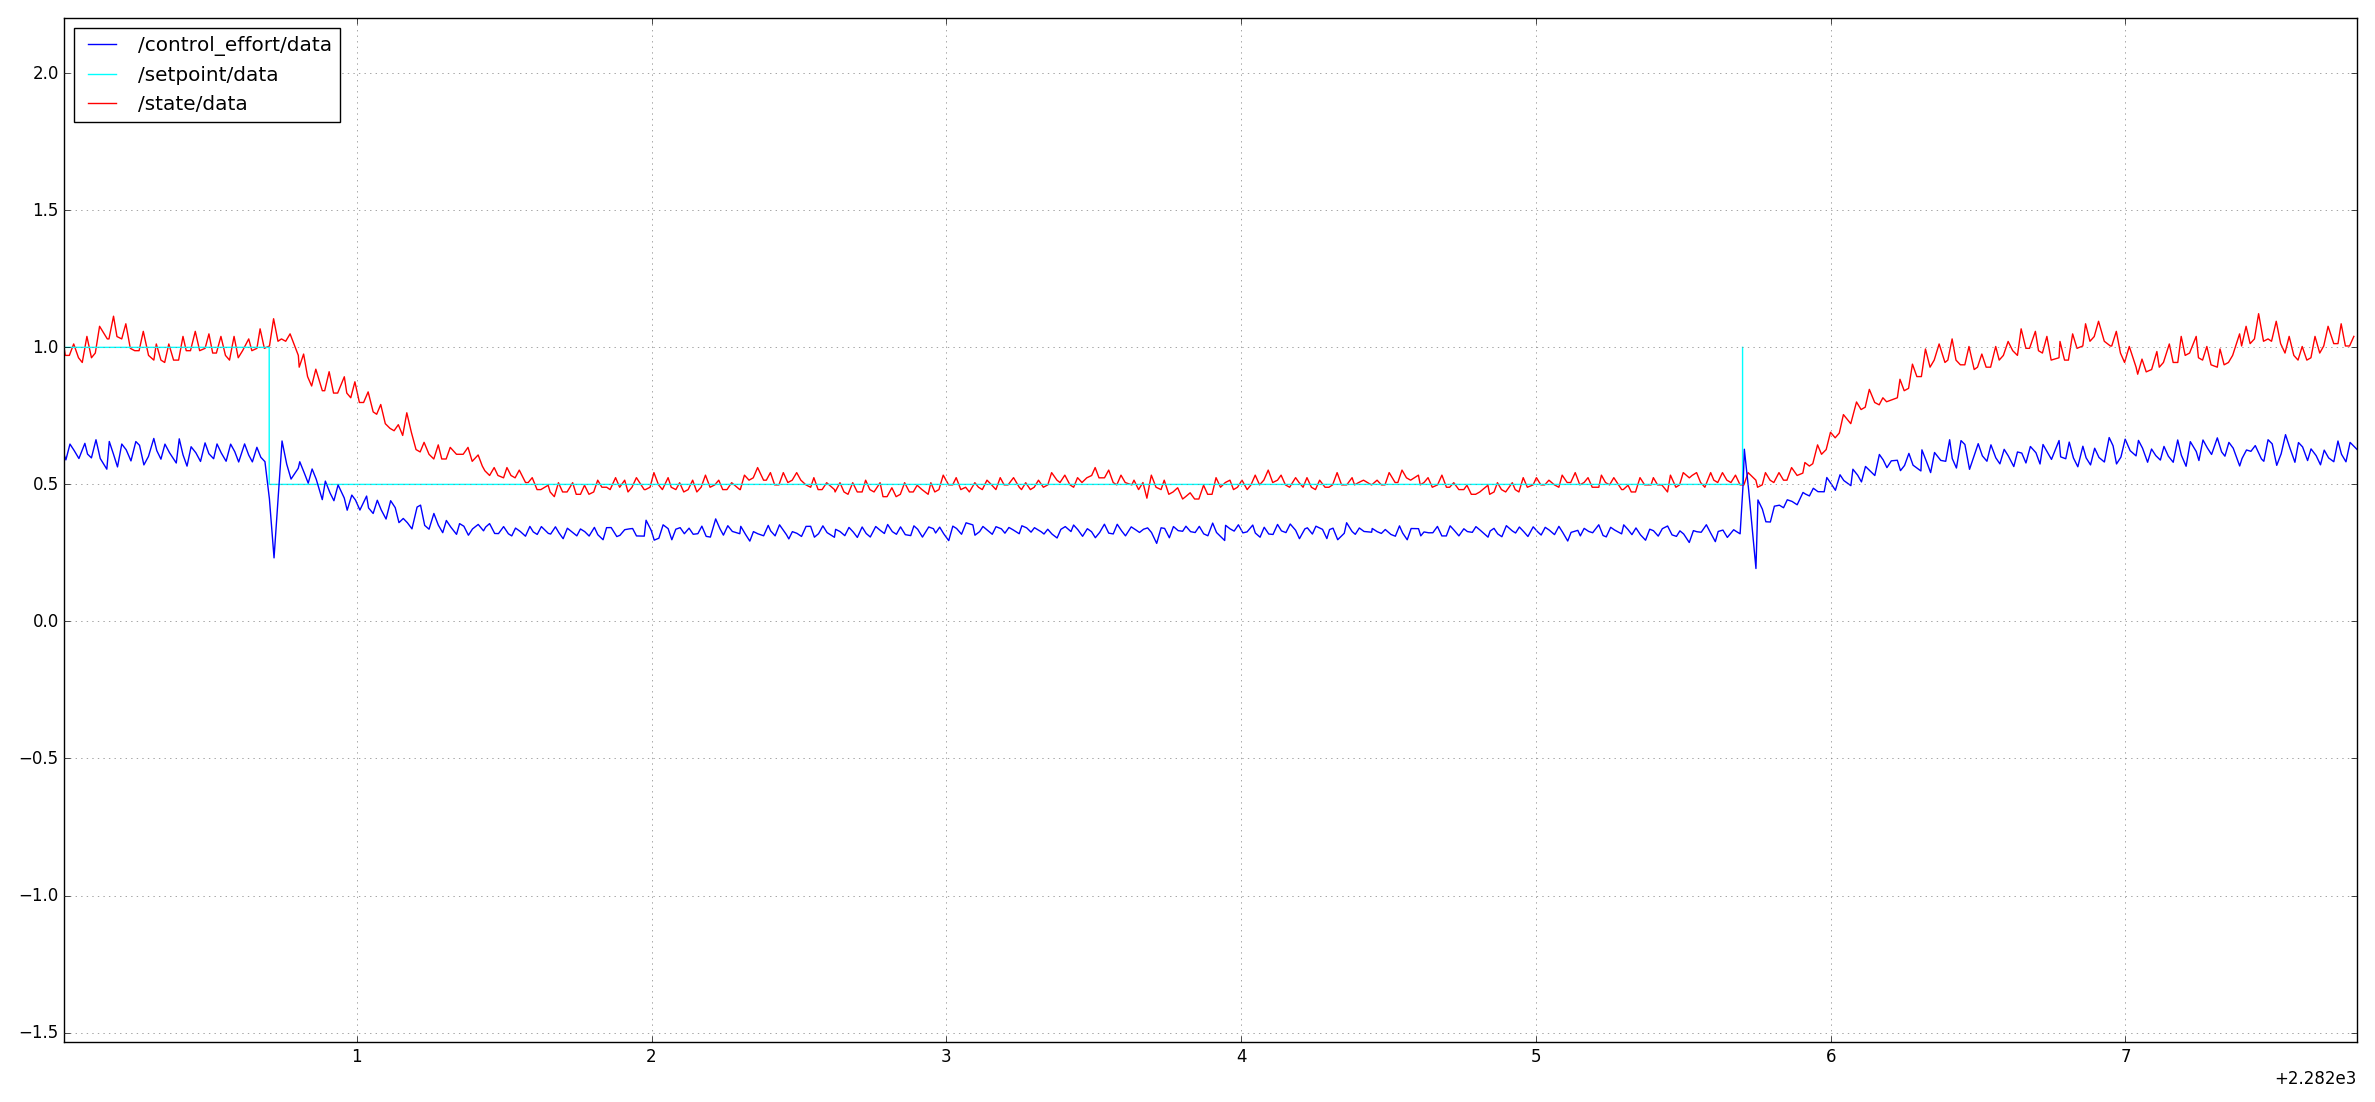 /control_effort/data
/setpoint/data
/state/data
2.0
1.5
1.0
0.5
0.0
−0.5
−1.0
−1.5
1 2 3 4 5 6 7
+2.282e3